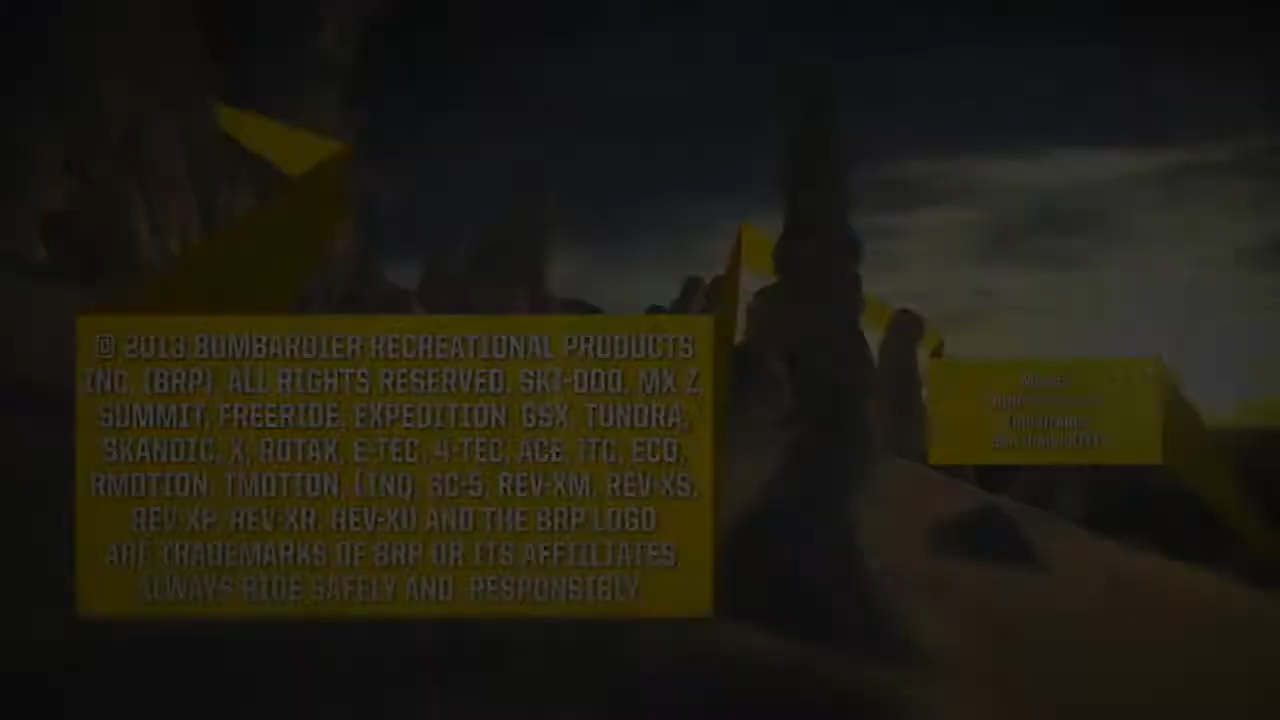 © 2013 BOMBARDIER RECREATIONAL PRODUCTS
INC. (BRP). ALL RIGHTS RESERVED. SKI-DOO, MX Z,
SUMMIT, FREERIDE, EXPEDITION, GSX, TUNDRA,
SKANDIC, X, ROTAX, E-TEC, 4-TEC, ACE, ITC, ECO,
RMOTION, TMOTION, (LINQ, SC-5, REV-XM, REV-XS,
REV-XP, REV-XR, REV-XU AND THE BRP LOGO
ARE TRADEMARKS OF BRP OR ITS AFFILIATES
ALWAYS RIDE SAFELY AND RESPONSIBLY